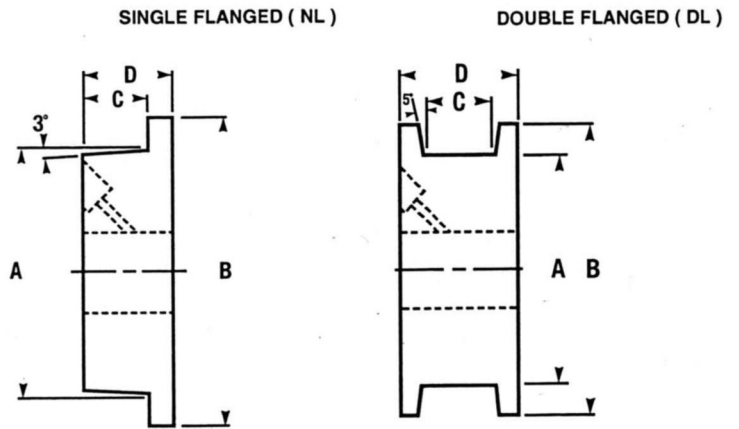 SINGLE FLANGED ( NL )
DOUBLE FLANGED ( DL )
D
C
3°
A
B
D
5°
C
A
B